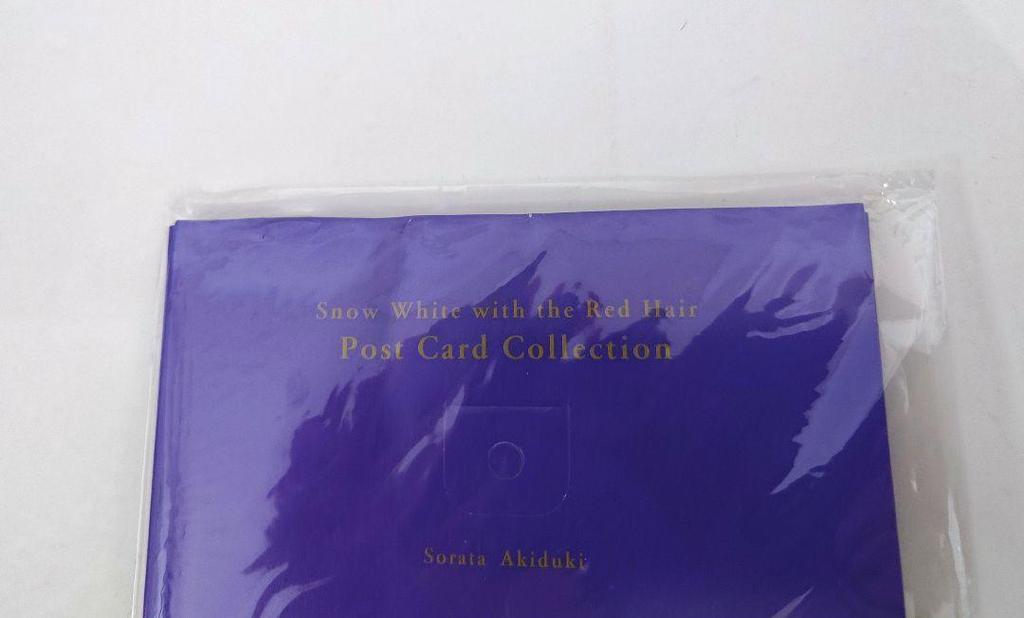 Snow White with the Red Hair
Post Card Collection
Sorata Akiduki